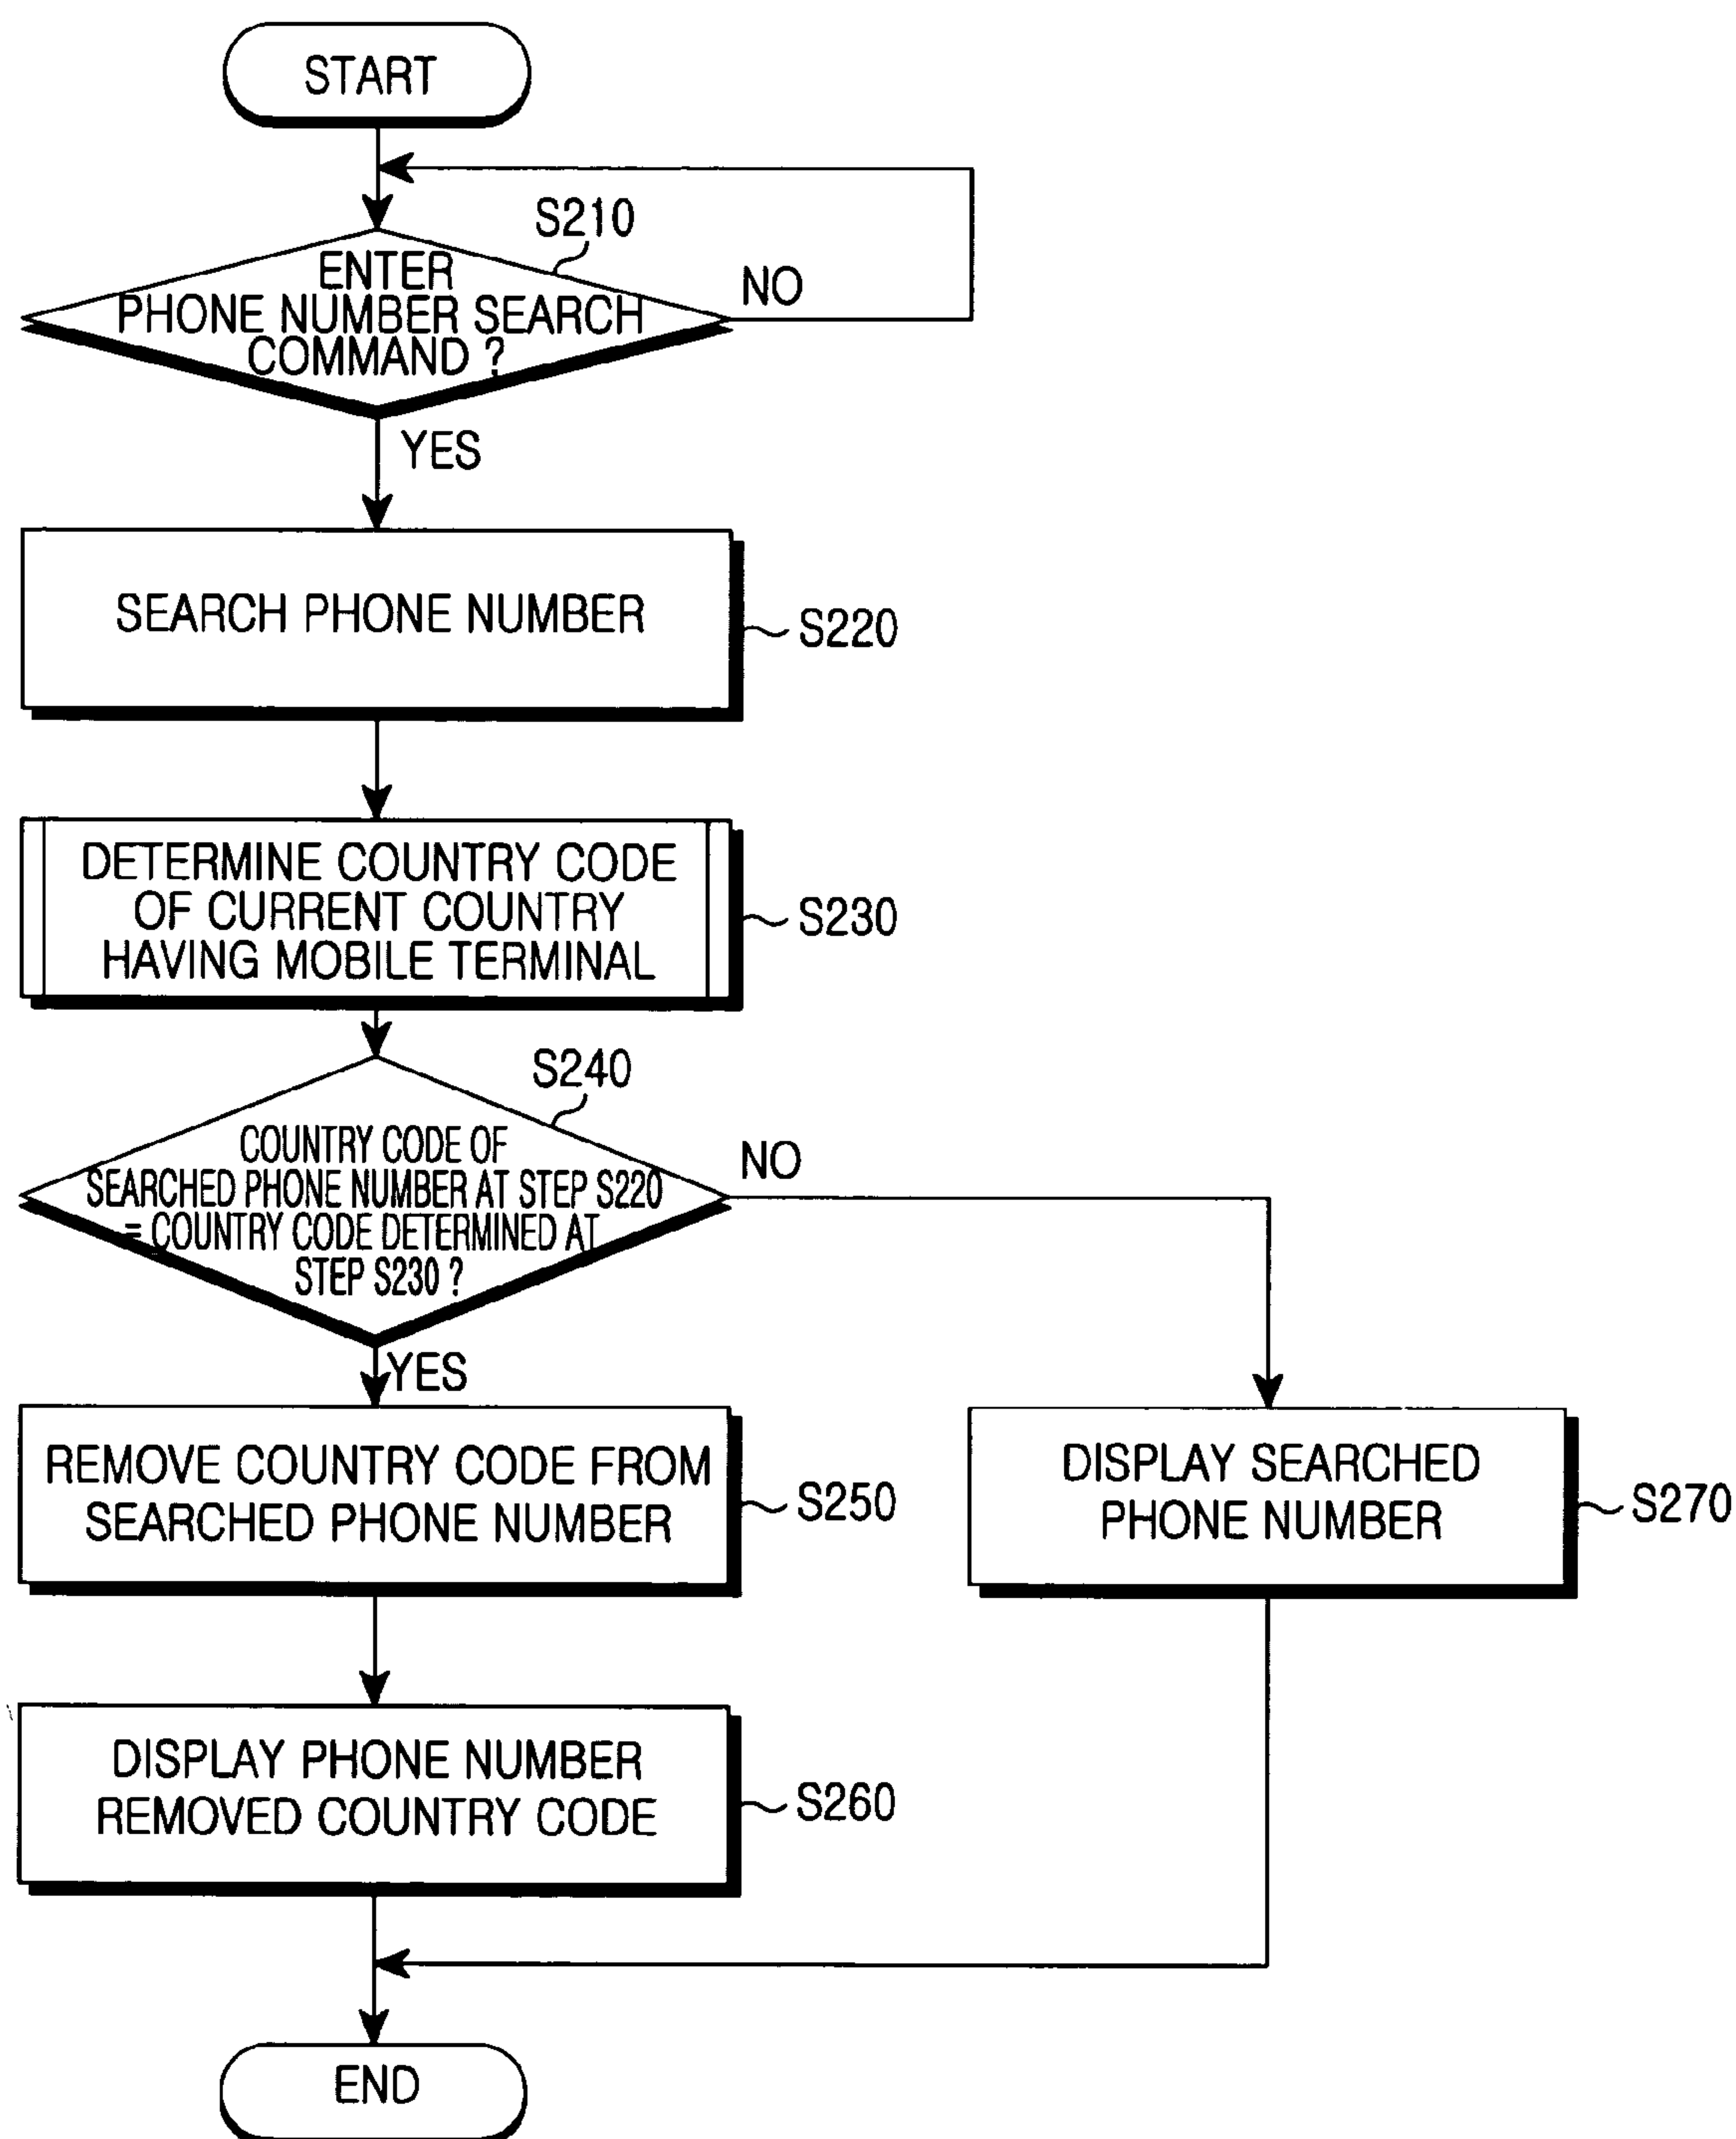 START
S210
ENTER
PHONE NUMBER SEARCH
COMMAND ?
NO
YES
SEARCH PHONE NUMBER
S220
DETERMINE COUNTRY CODE
OF CURRENT COUNTRY
HAVING MOBILE TERMINAL
S230
S240
COUNTRY CODE OF
SEARCHED PHONE NUMBER AT STEP S220
= COUNTRY CODE DETERMINED AT
STEP S230 ?
NO
YES
REMOVE COUNTRY CODE FROM
SEARCHED PHONE NUMBER
S250
DISPLAY SEARCHED
PHONE NUMBER
S270
DISPLAY PHONE NUMBER
REMOVED COUNTRY CODE
S260
END